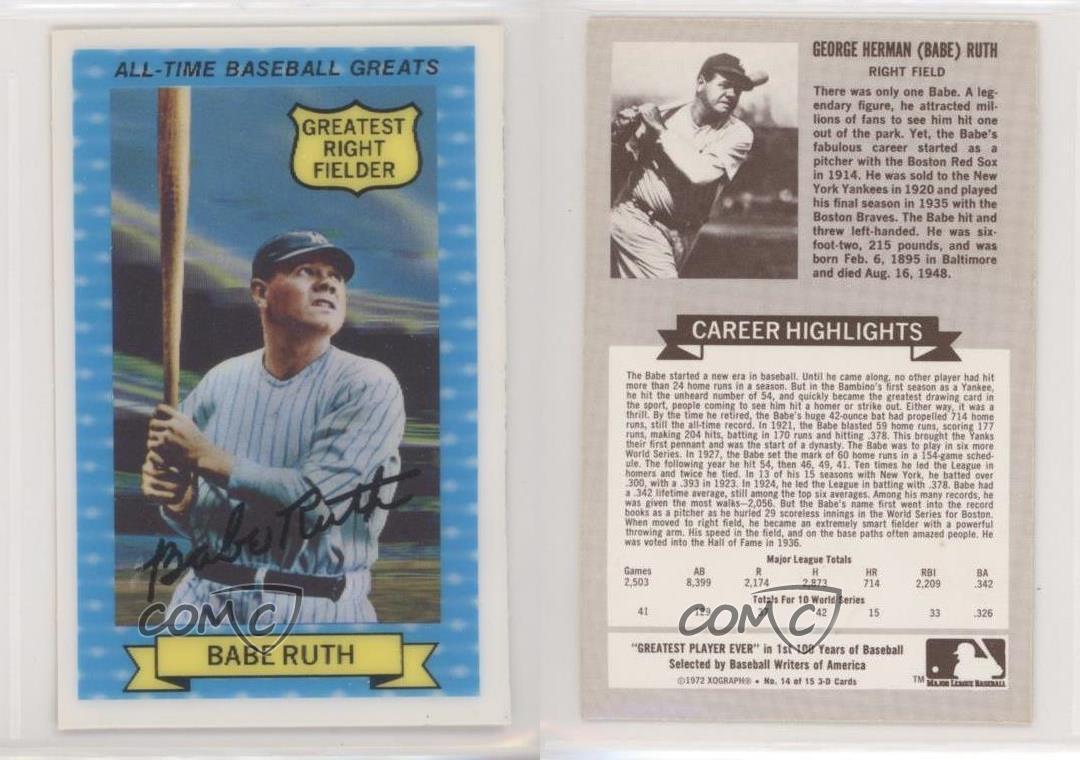 ALL-TIME BASEBALL GREATS
GREATEST
RIGHT
FIELDER
Babe Ruth
COMC
BABE RUTH
GEORGE HERMAN (BABE) RUTH
RIGHT FIELD
There was only one Babe. A leg-
endary figure, he attracted mil-
lions of fans to see him hit one
out of the park. Yet, the Babe's
fabulous career started as a
pitcher with the Boston Red Sox
in 1914. He was sold to the New
York Yankees in 1920 and played
his final season in 1935 with the
Boston Braves. The Babe hit and
threw left-handed. He was six-
foot-two, 215 pounds, and was
born Feb. 6, 1895 in Baltimore
and died Aug. 16, 1948.
CAREER HIGHLIGHTS
The Babe started a new era in baseball. Until he came along, no other player had hit
more than 24 home runs in a season. But in the Bambino's first season as a Yankee,
he hit the unheard number of 54, and quickly became the greatest drawing card in
the sport, people coming to see him hit a homer or strike out. Either way, it was a
thrill. By the time he retired, the Babe's huge 42-ounce bat had propelled 714 home
runs, still the all-time record. In 1921, the Babe blasted 59 home runs, scoring 177
runs, making 204 hits, batting in 170 runs and hitting .378. This brought the Yanks
their first pennant and was the start of a dynasty. The Babe was to play in six more
World Series. In 1927, the Babe set the mark of 60 home runs in a 154-game sched-
ule. The following year he hit 54, then 46, 49, 41. Ten times he led the League in
homers and twice he tied. In 13 of his 15 seasons with New York, he batted over
.300, with a .393 in 1923. In 1924, he led the League in batting with .378. Babe had
a .342 lifetime average, still among the top six averages. Among his many records, he
was given the most walks—2,056. But the Babe's name first went into the record
books as a pitcher as he hurled 29 scoreless innings in the World Series for Boston.
When moved to right field, he became an extremely smart fielder with a powerful
throwing arm. His speed in the field, and on the base paths often amazed people. He
was voted into the Hall of Fame in 1936.
Major League Totals
Games AB R H HR RBI BA
2,503 8,399 2,174 2,873 714 2,209 .342
Totals For 10 World Series
41 129 37 42 15 33 .326
COMC
"GREATEST PLAYER EVER" in 1st 100 Years of Baseball
Selected by Baseball Writers of America
©1972 XOGRAPH® • No. 14 of 15 3-D Cards
TM MAJOR LEAGUE BASEBALL